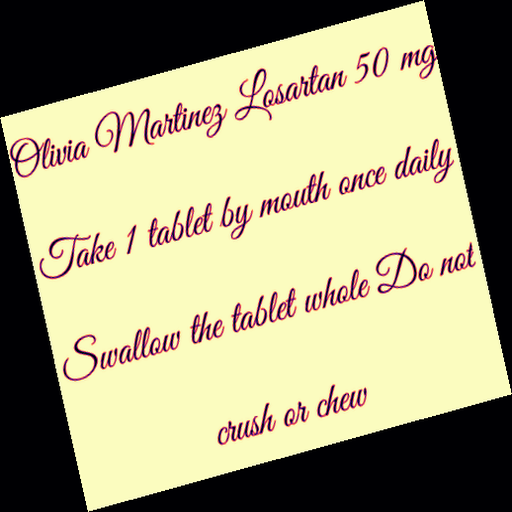 Olivia Martinez Losartan 50 mg
Take 1 tablet by mouth once daily
Swallow the tablet whole Do not
crush or chew